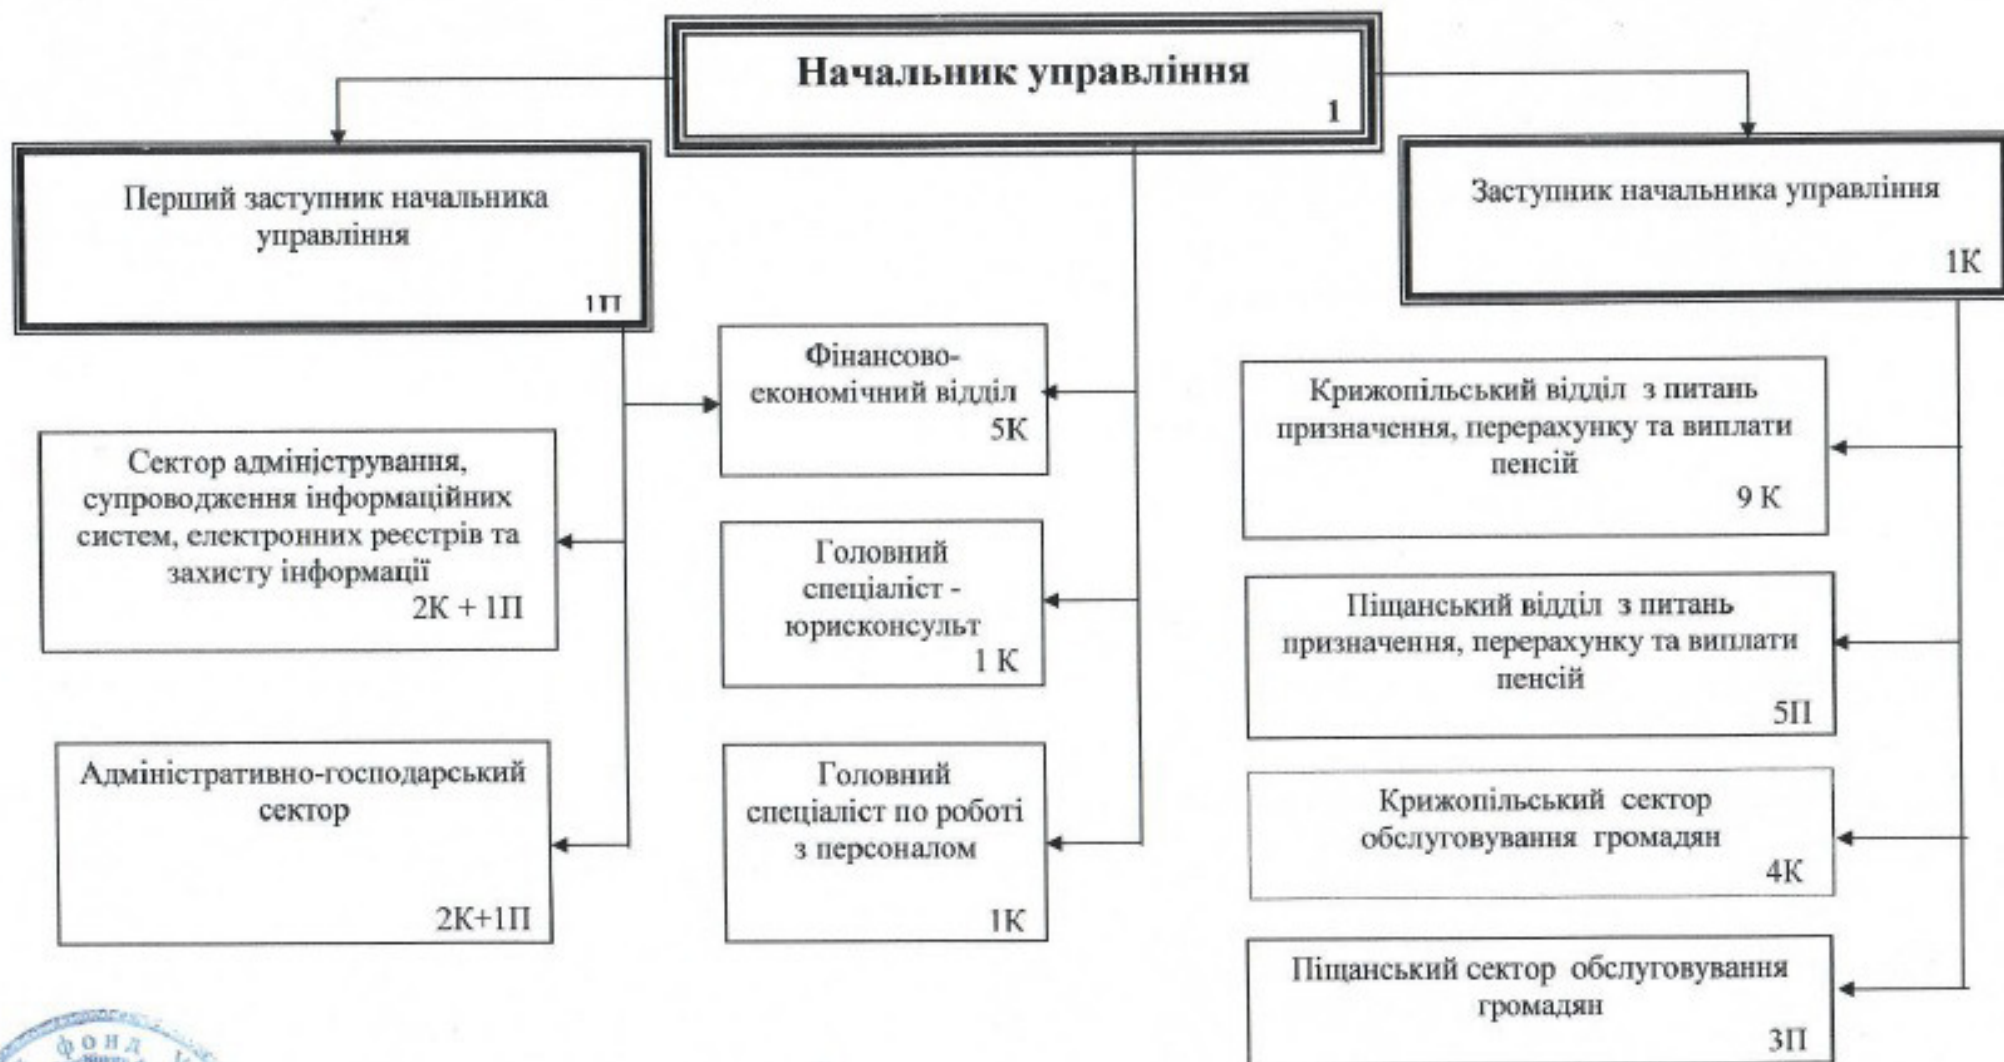 Начальник управління
1
Перший заступник начальника
управління
1П
Заступник начальника управління
1К
Фінансово-
економічний відділ
5К
Сектор адміністрування,
супроводження інформаційних
систем, електронних реєстрів та
захисту інформації
2К + 1П
Головний
спеціаліст -
юрисконсульт
1 К
Адміністративно-господарський
сектор
2К+1П
Головний
спеціаліст по роботі
з персоналом
1К
Крижопільський відділ з питань
призначення, перерахунку та виплати
пенсій
9 К
Піщанський відділ з питань
призначення, перерахунку та виплати
пенсій
5П
Крижопільський сектор
обслуговування громадян
4К
Піщанський сектор обслуговування
громадян
3П
фонд